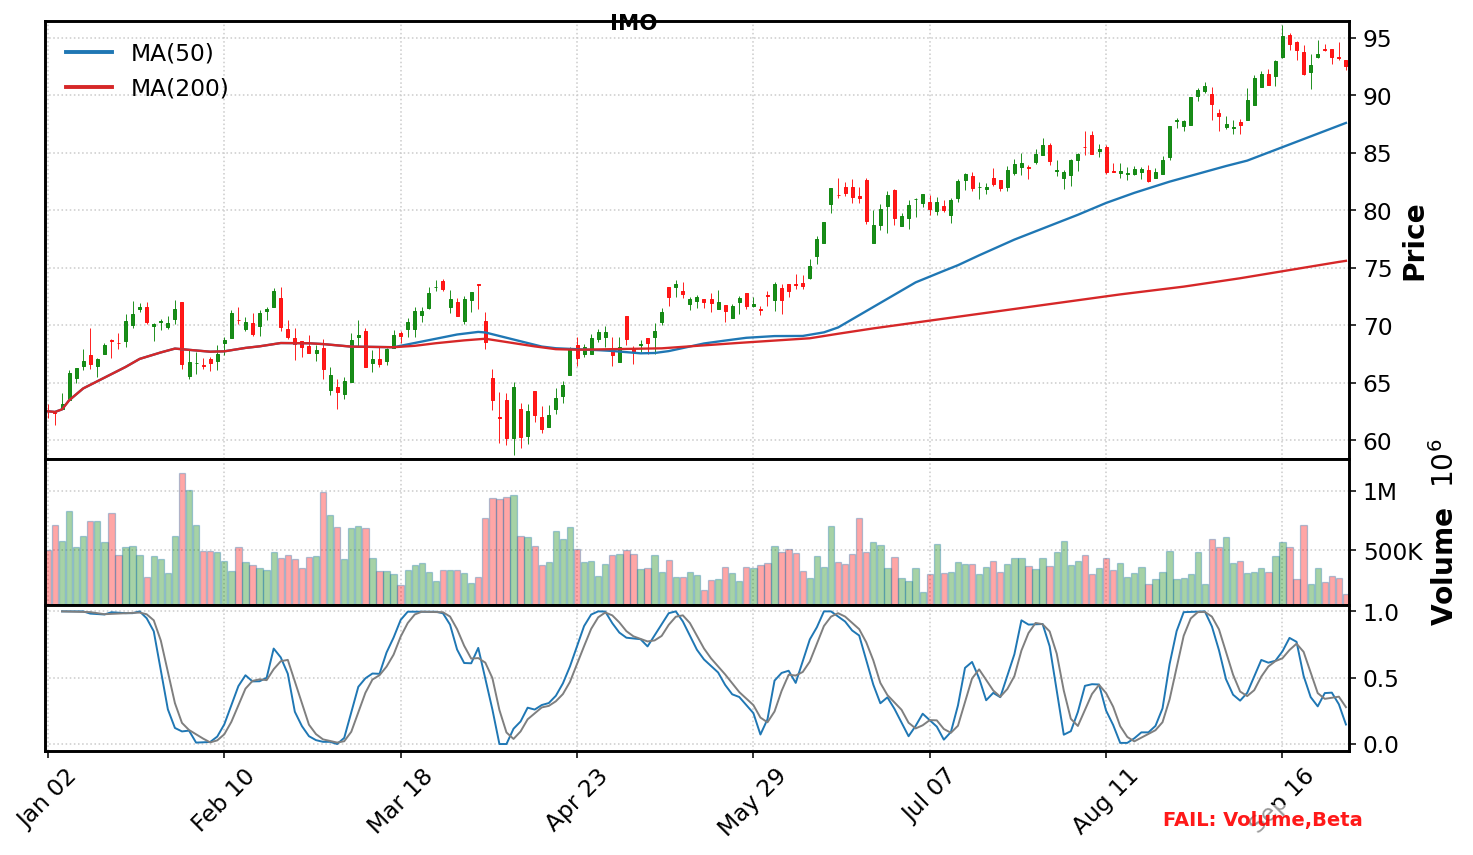 IMO
MA(50)
MA(200)
95
90
85
80
75
70
65
60
Price
1M
500K
Volume 10^6
1.0
0.5
0.0
Jan 02
Feb 10
Mar 18
Apr 23
May 29
Jul 07
Aug 11
Sep 16
FAIL: Volume,Beta